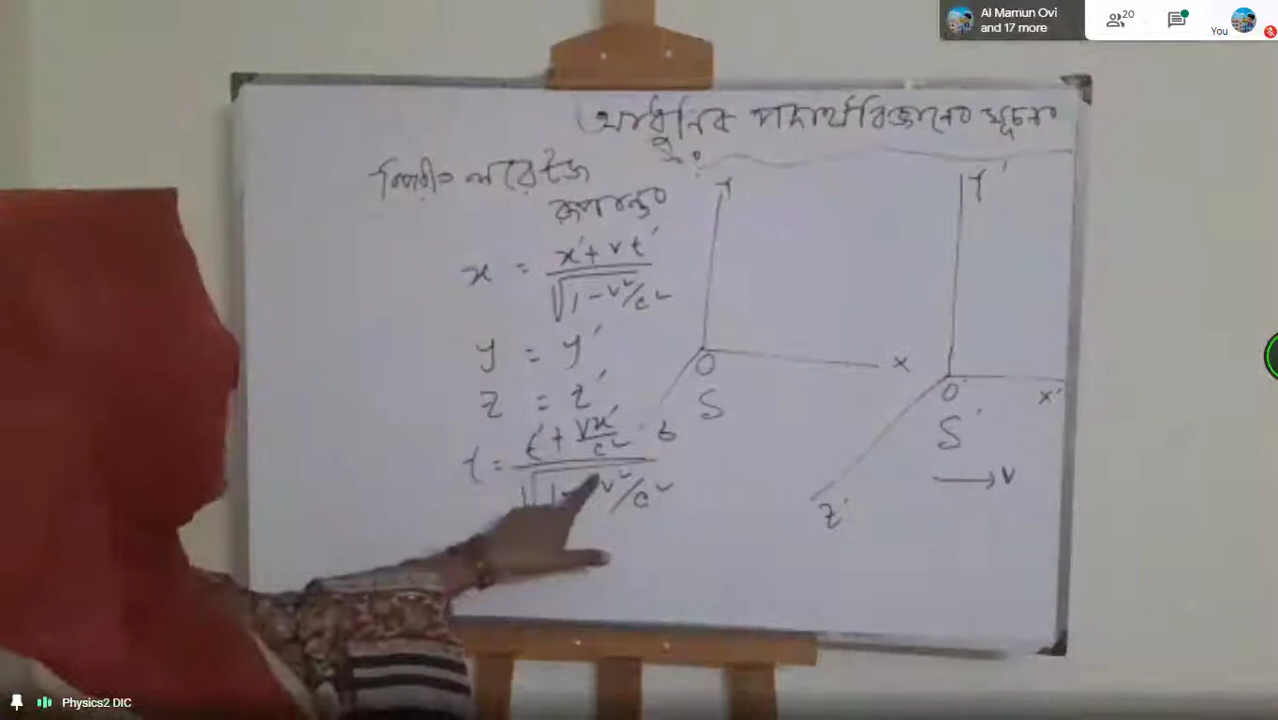 Al Mamun Ovi
and 17 more
20
You
আধুনিক পদার্থবিজ্ঞানের সূচনা
বিপরীত লরেন্টজ
রূপান্তর
x = x′ + vt′ / √1 − v²/c²
y = y′
z = z′
t = t′ + vx′/c² / √1 − v²/c²
Y
O
X
S
Y′
O′
X′
S′
→ v
Z′
Physics2 DIC